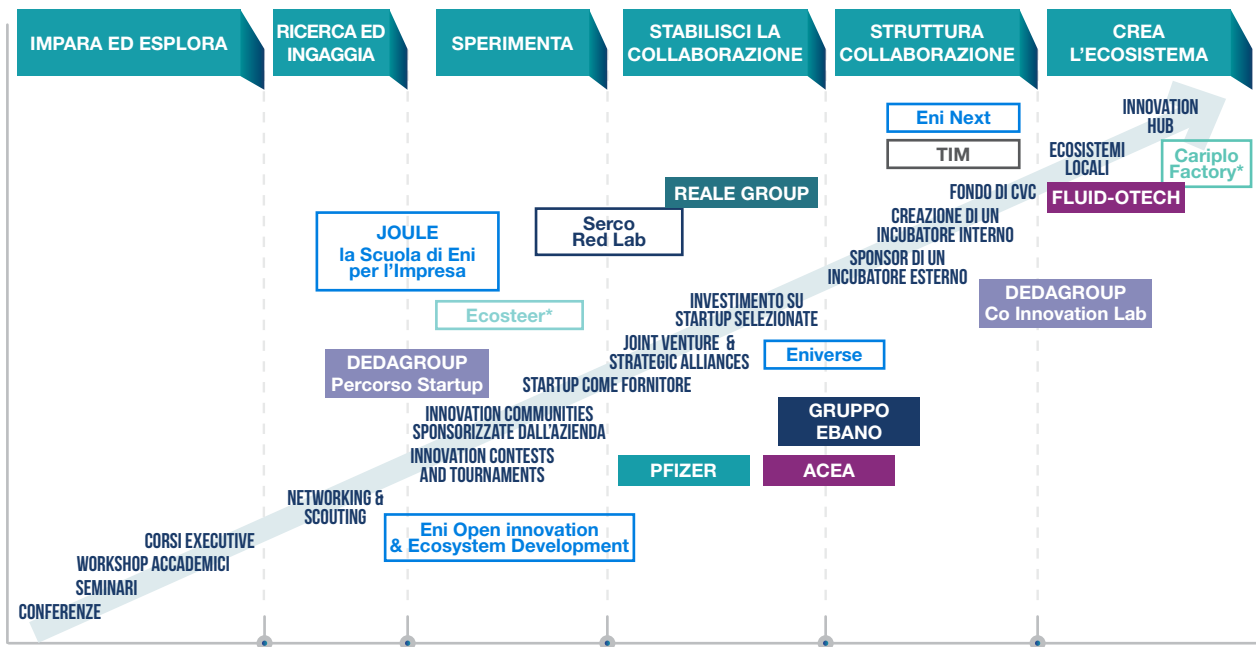 IMPARA ED ESPLORA
RICERCA ED
INGAGGIA
SPERIMENTA
STABILISCI LA
COLLABORAZIONE
STRUTTURA
COLLABORAZIONE
CREA
L'ECOSISTEMA
INNOVATION
HUB
Eni Next
TIM
ECOSISTEMI
LOCALI
Cariplo
Factory*
REALE GROUP
FONDO DI CVC
FLUID-OTECH
JOULE
la Scuola di Eni
per l'Impresa
Serco
Red Lab
CREAZIONE DI UN
INCUBATORE INTERNO
SPONSOR DI UN
INCUBATORE ESTERNO
DEDAGROUP
Co Innovation Lab
Ecosteer*
INVESTIMENTO SU
STARTUP SELEZIONATE
JOINT VENTURE &
STRATEGIC ALLIANCES
Eniverse
DEDAGROUP
Percorso Startup
STARTUP COME FORNITORE
INNOVATION COMMUNITIES
SPONSORIZZATE DALL'AZIENDA
GRUPPO
EBANO
INNOVATION CONTESTS
AND TOURNAMENTS
PFIZER
ACEA
NETWORKING &
SCOUTING
Eni Open innovation
& Ecosystem Development
CORSI EXECUTIVE
WORKSHOP ACCADEMICI
SEMINARI
CONFERENZE